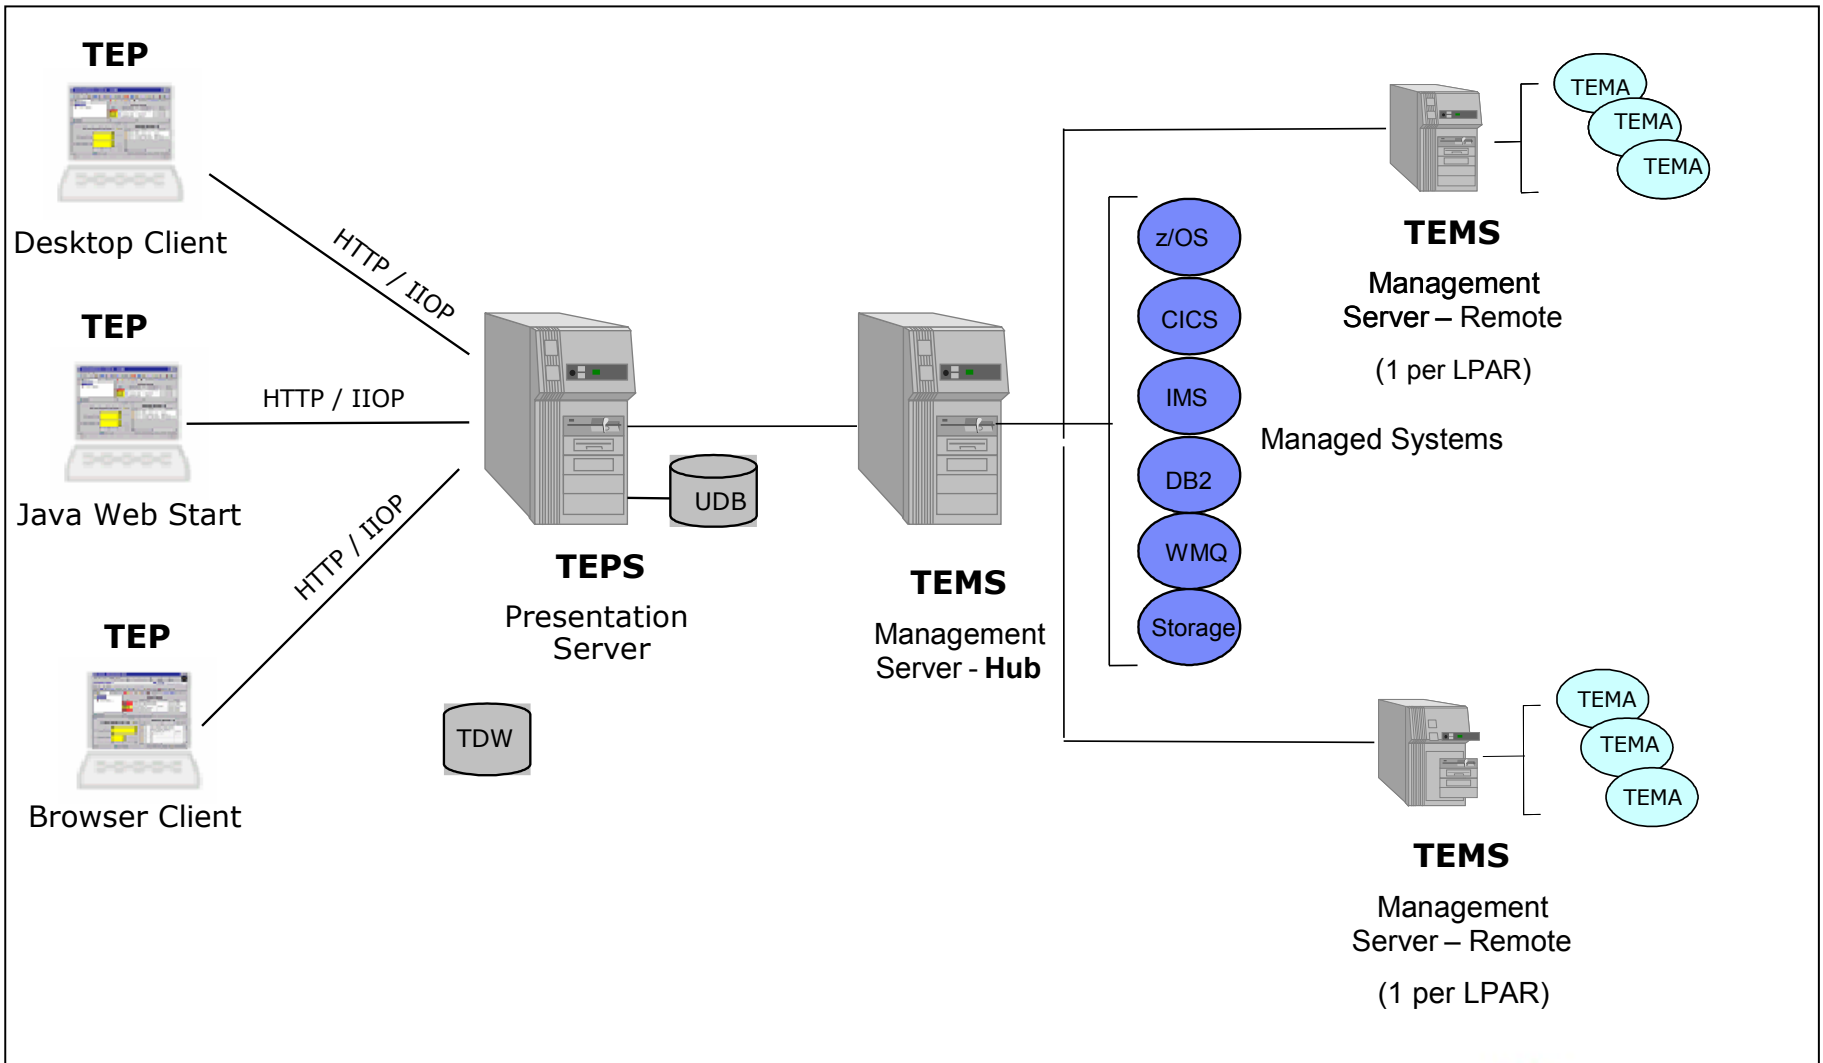 TEP
Desktop Client
HTTP / IIOP
TEP
Java Web Start
HTTP / IIOP
TEP
Browser Client
HTTP / IIOP
UDB
TEPS
Presentation
Server
TDW
TEMS
Management
Server - Hub
z/OS
CICS
IMS
DB2
WMQ
Storage
Managed Systems
TEMA
TEMA
TEMA
TEMS
Management
Server – Remote
(1 per LPAR)
TEMA
TEMA
TEMA
TEMS
Management
Server – Remote
(1 per LPAR)